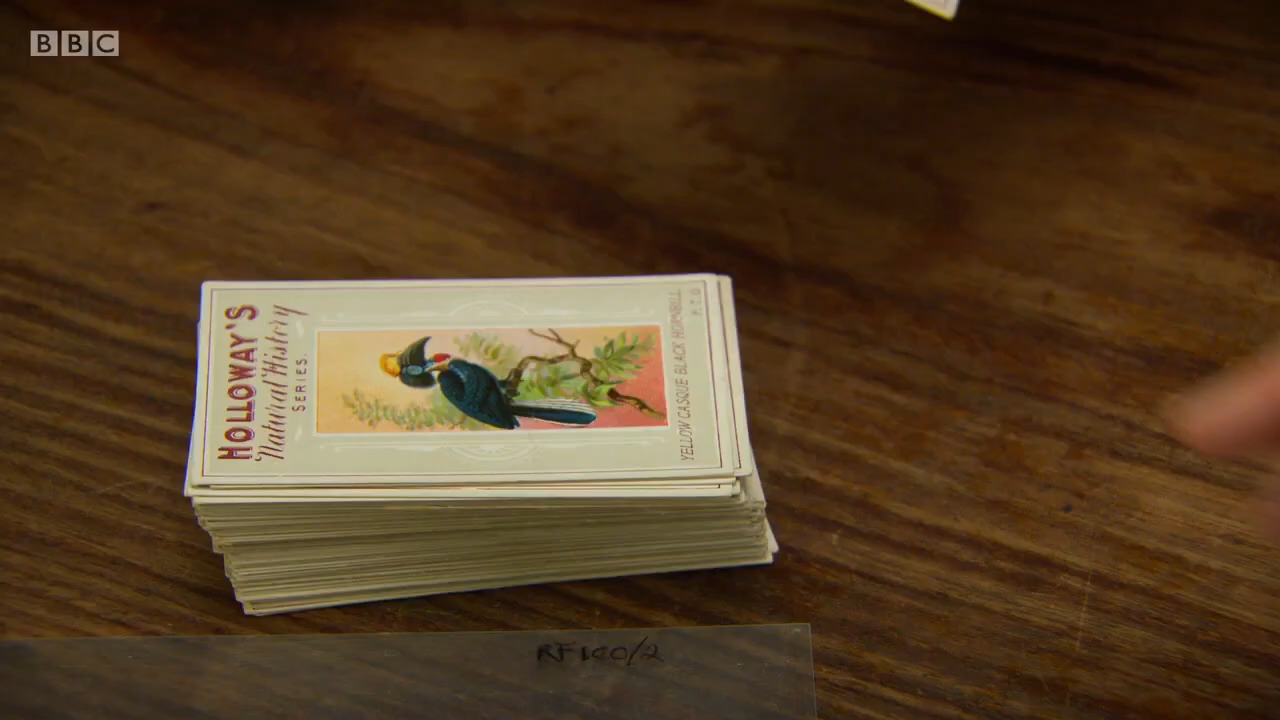 BBC
HOLLOWAY'S
Natural History
SERIES.
YELLOW CASQUE BLACK HORNBILL
P.T.O
RF100/2